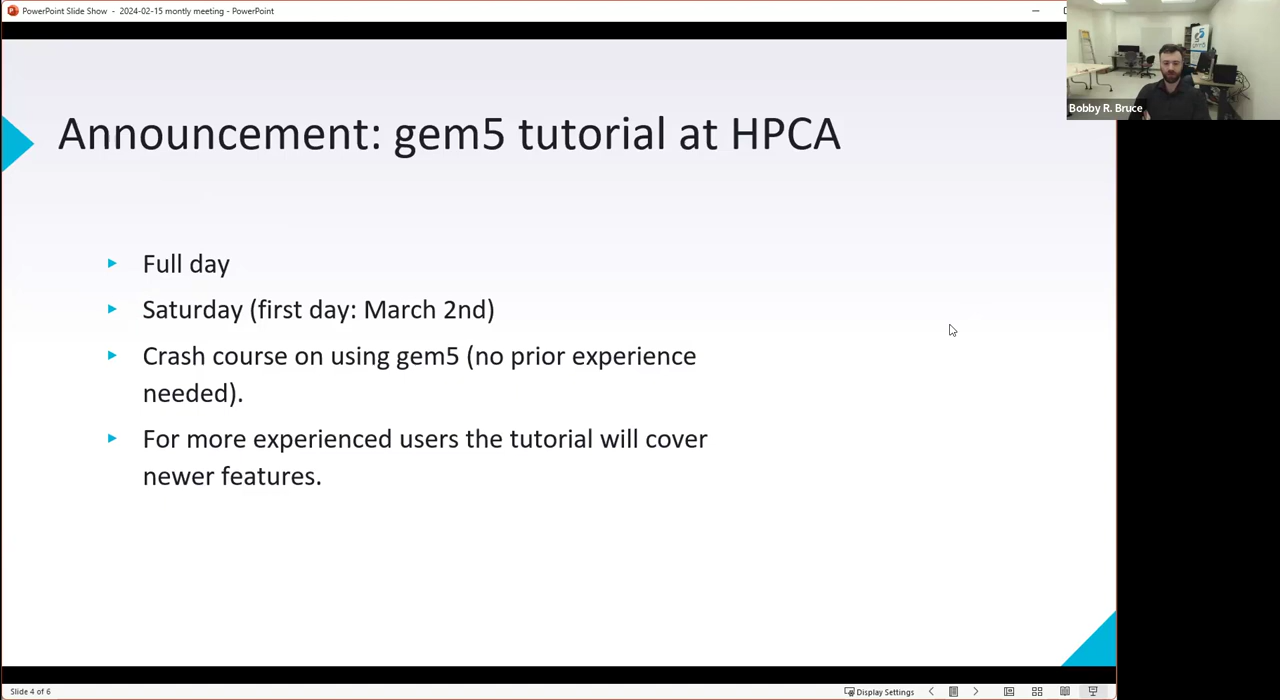 PowerPoint Slide Show - 2024-02-15 montly meeting - PowerPoint
Bobby R. Bruce
Announcement: gem5 tutorial at HPCA
Full day
Saturday (first day: March 2nd)
Crash course on using gem5 (no prior experience
needed).
For more experienced users the tutorial will cover
newer features.
Slide 4 of 6
Display Settings